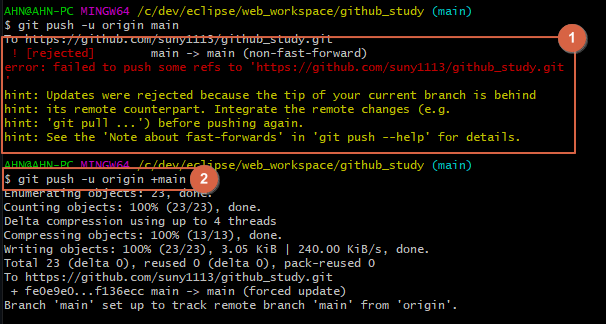 AHN@AHN-PC MINGW64 /c/dev/eclipse/web_workspace/github_study (main)
$ git push -u origin main
To https://github.com/suny1113/github_study.git
! [rejected] main -> main (non-fast-forward)
1
error: failed to push some refs to 'https://github.com/suny1113/github_study.git
'
hint: Updates were rejected because the tip of your current branch is behind
hint: its remote counterpart. Integrate the remote changes (e.g.
hint: 'git pull ...') before pushing again.
hint: See the 'Note about fast-forwards' in 'git push --help' for details.
AHN@AHN-PC MINGW64 /c/dev/eclipse/web_workspace/github_study (main)
$ git push -u origin +main
2
Enumerating objects: 23, done.
Counting objects: 100% (23/23), done.
Delta compression using up to 4 threads
Compressing objects: 100% (13/13), done.
Writing objects: 100% (23/23), 3.05 KiB | 240.00 KiB/s, done.
Total 23 (delta 0), reused 0 (delta 0), pack-reused 0
To https://github.com/suny1113/github_study.git
+ fe0e9e0...f136ecc main -> main (forced update)
Branch 'main' set up to track remote branch 'main' from 'origin'.